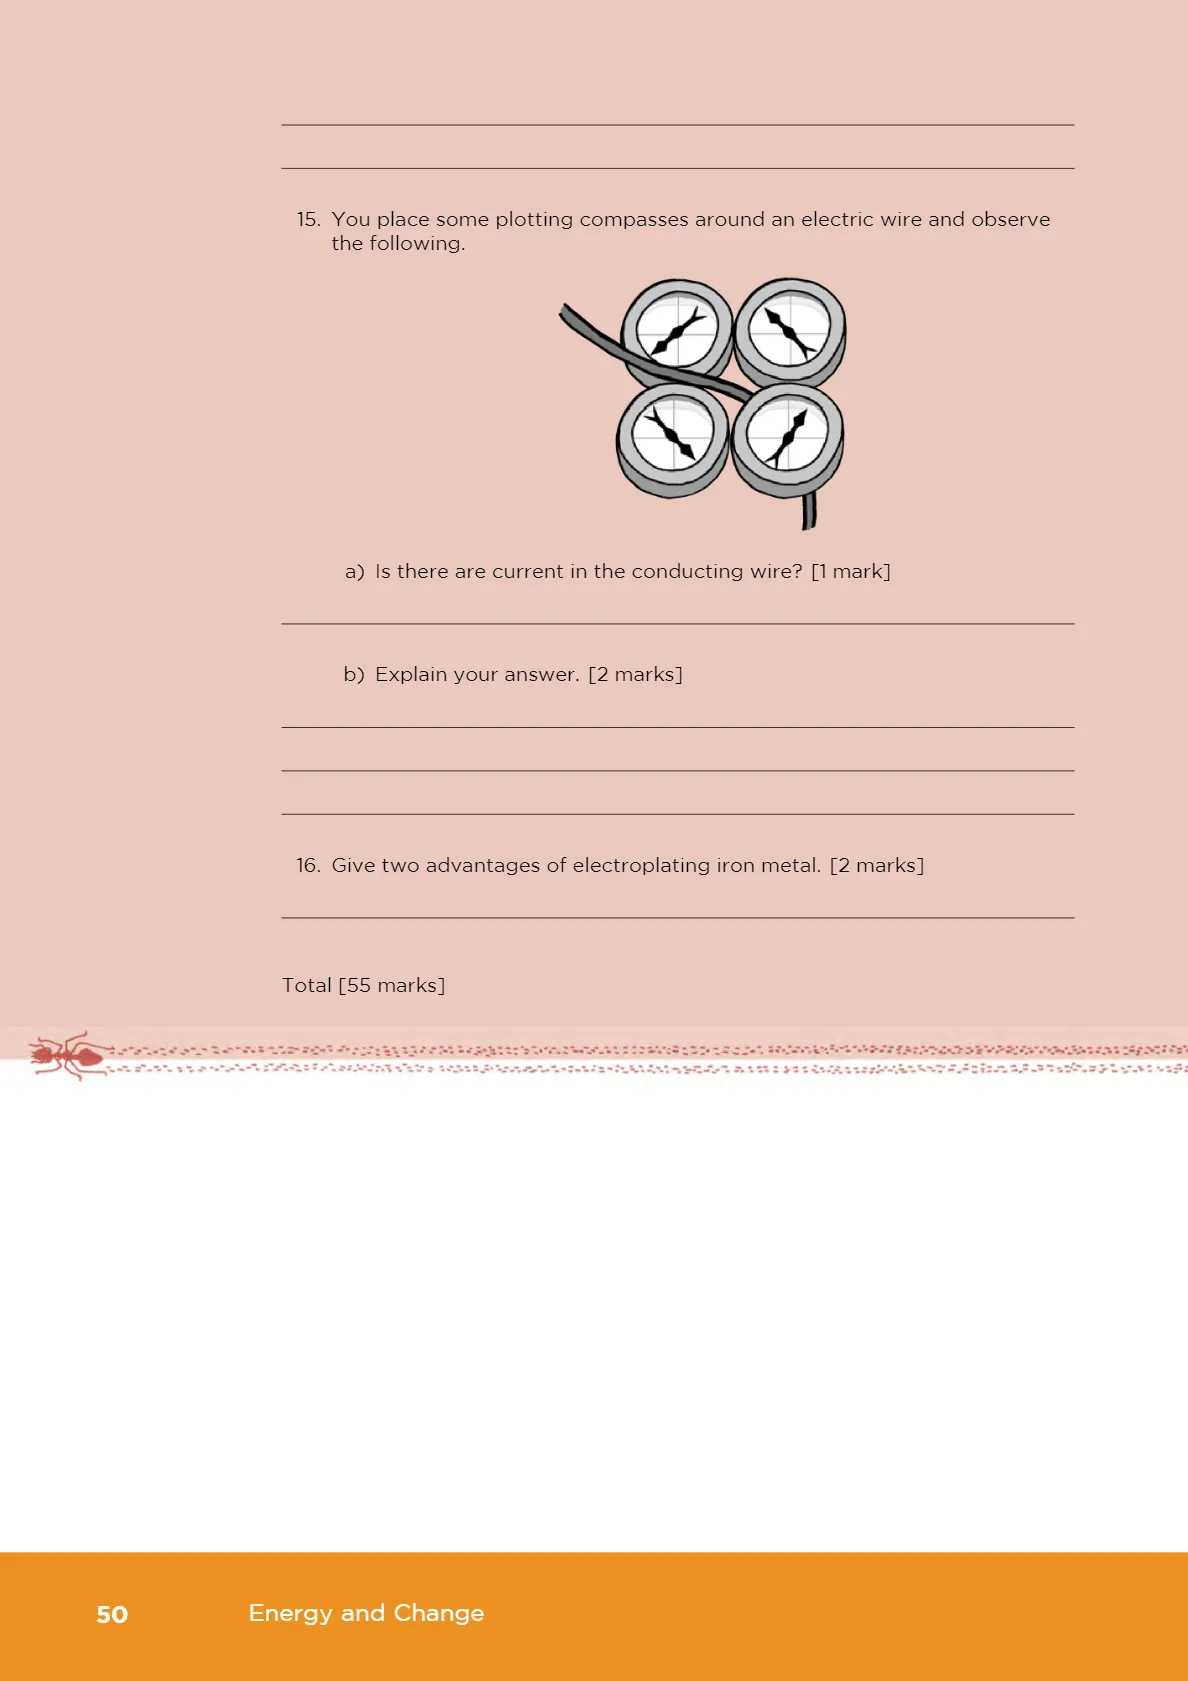 15. You place some plotting compasses around an electric wire and observe
the following.
a) Is there are current in the conducting wire? [1 mark]
b) Explain your answer. [2 marks]
16. Give two advantages of electroplating iron metal. [2 marks]
Total [55 marks]
50 Energy and Change